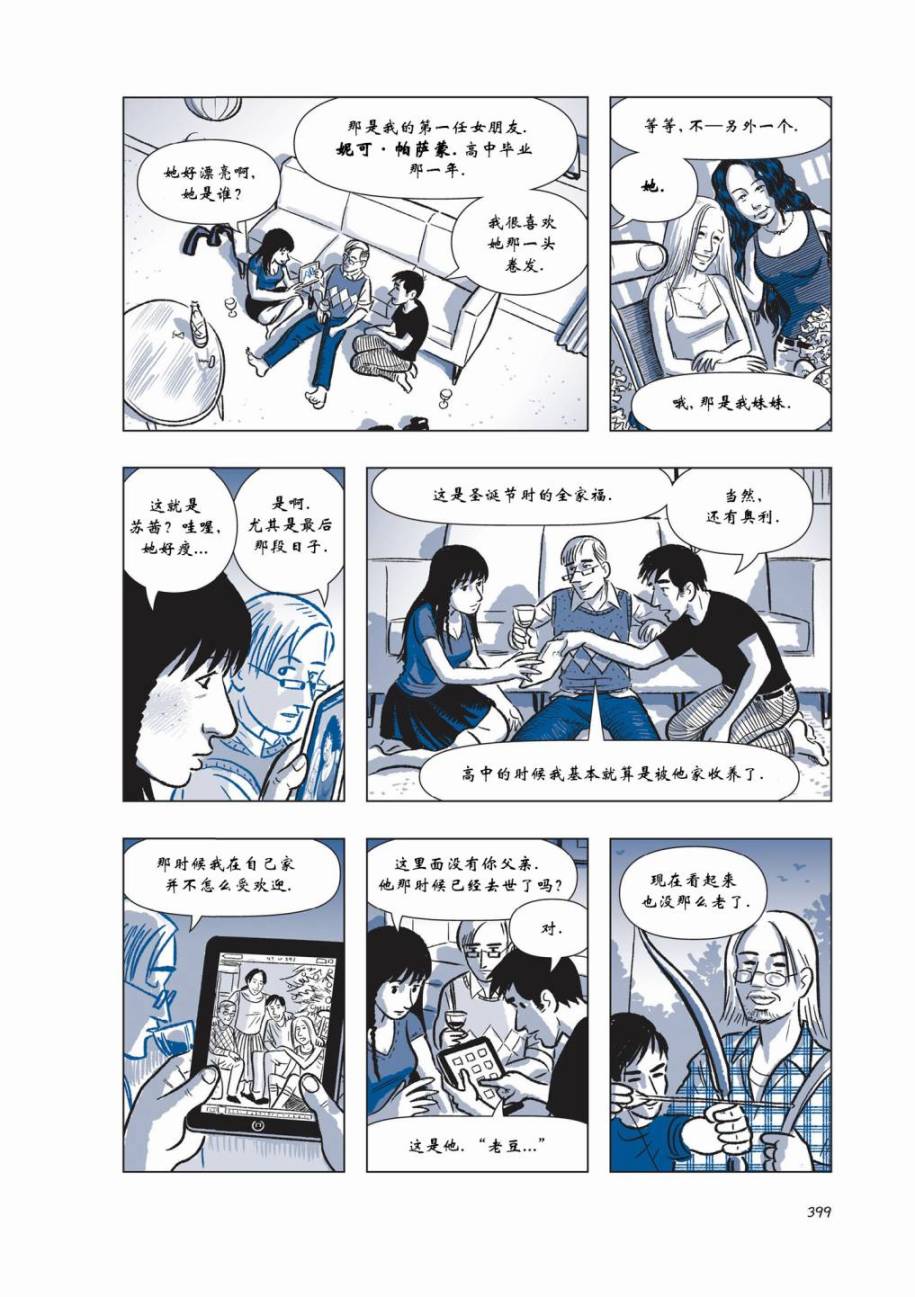 那是我的第一任女朋友.
妮可·帕萨蒙.高中毕业
那一年.
她好漂亮啊,
她是谁?
我很喜欢
她那一头
卷发.
等等,不—另外一个.
她.
哦,那是我妹妹.
这就是
苏茜? 哇喔,
她好瘦…
是啊.
尤其是最后
那段日子.
这是圣诞节时的全家福.
当然,
还有奥利.
高中的时候我基本就算是被他家收养了.
那时候我在自己家
并不怎么受欢迎.
这里面没有你父亲.
他那时候已经去世了吗?
对.
这是他.“老豆…”
现在看起来
也没那么老了.
399